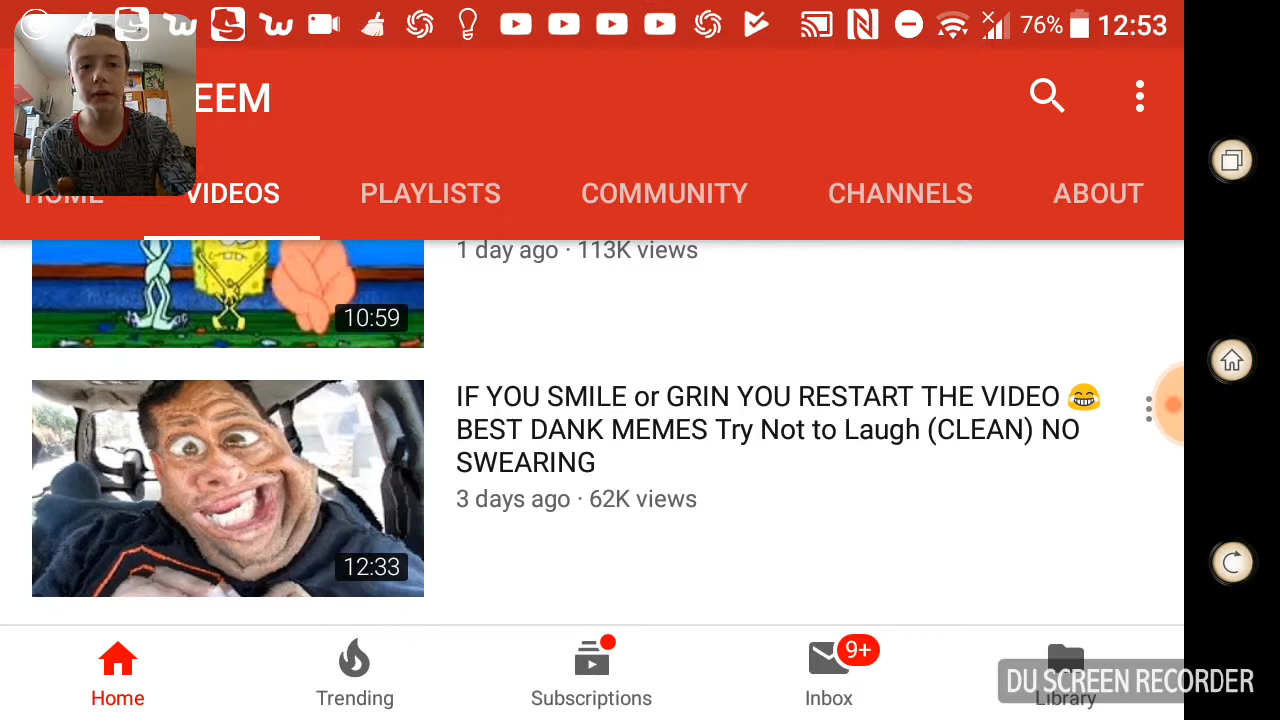 76% 12:53
EEM
HOME VIDEOS PLAYLISTS COMMUNITY CHANNELS ABOUT
1 day ago · 113K views
10:59
IF YOU SMILE or GRIN YOU RESTART THE VIDEO 😂
BEST DANK MEMES Try Not to Laugh (CLEAN) NO
SWEARING
3 days ago · 62K views
12:33
9+
Home Trending Subscriptions Inbox Library
DU SCREEN RECORDER